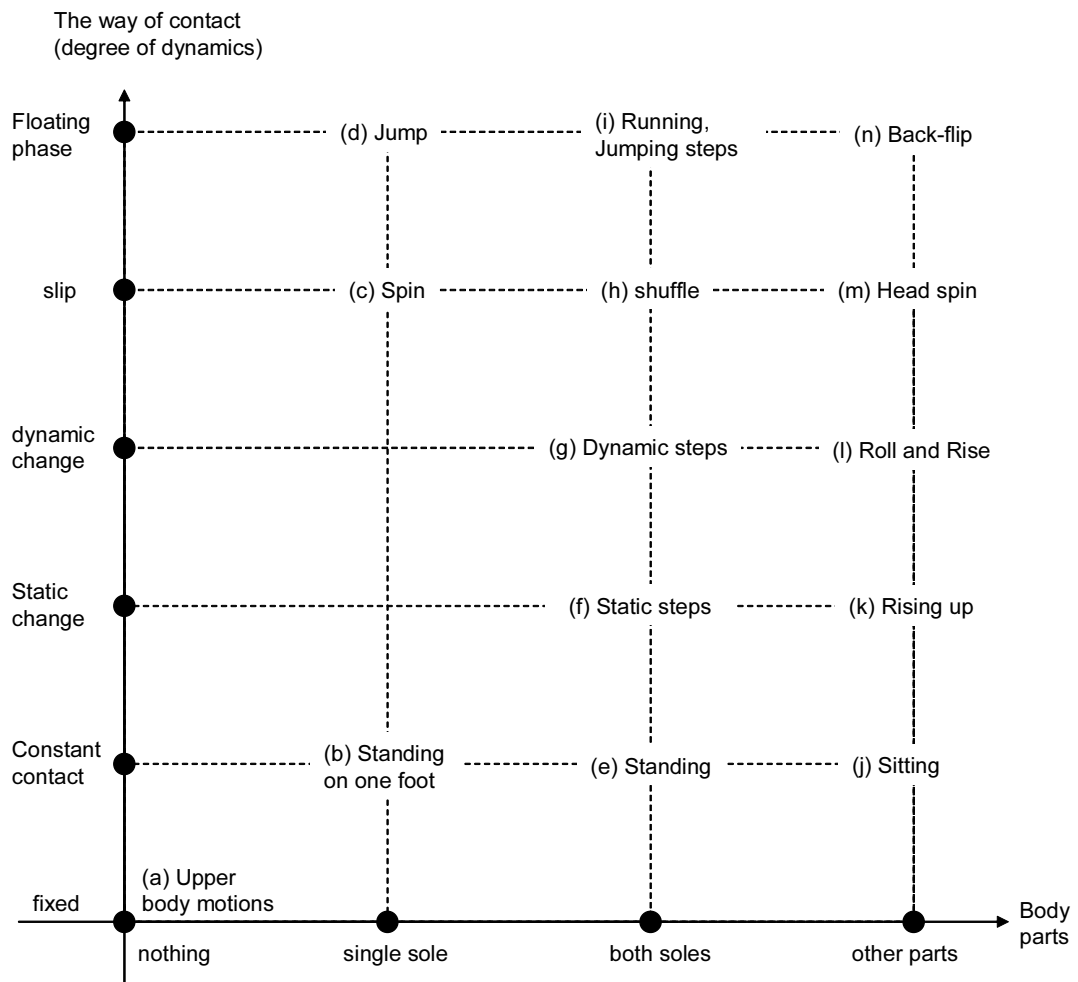 The way of contact
(degree of dynamics)
Floating
phase
(d) Jump
(i) Running,
Jumping steps
(n) Back-flip
slip
(c) Spin
(h) shuffle
(m) Head spin
dynamic
change
(g) Dynamic steps
(l) Roll and Rise
Static
change
(f) Static steps
(k) Rising up
Constant
contact
(b) Standing
on one foot
(e) Standing
(j) Sitting
(a) Upper
body motions
fixed
Body
parts
nothing
single sole
both soles
other parts